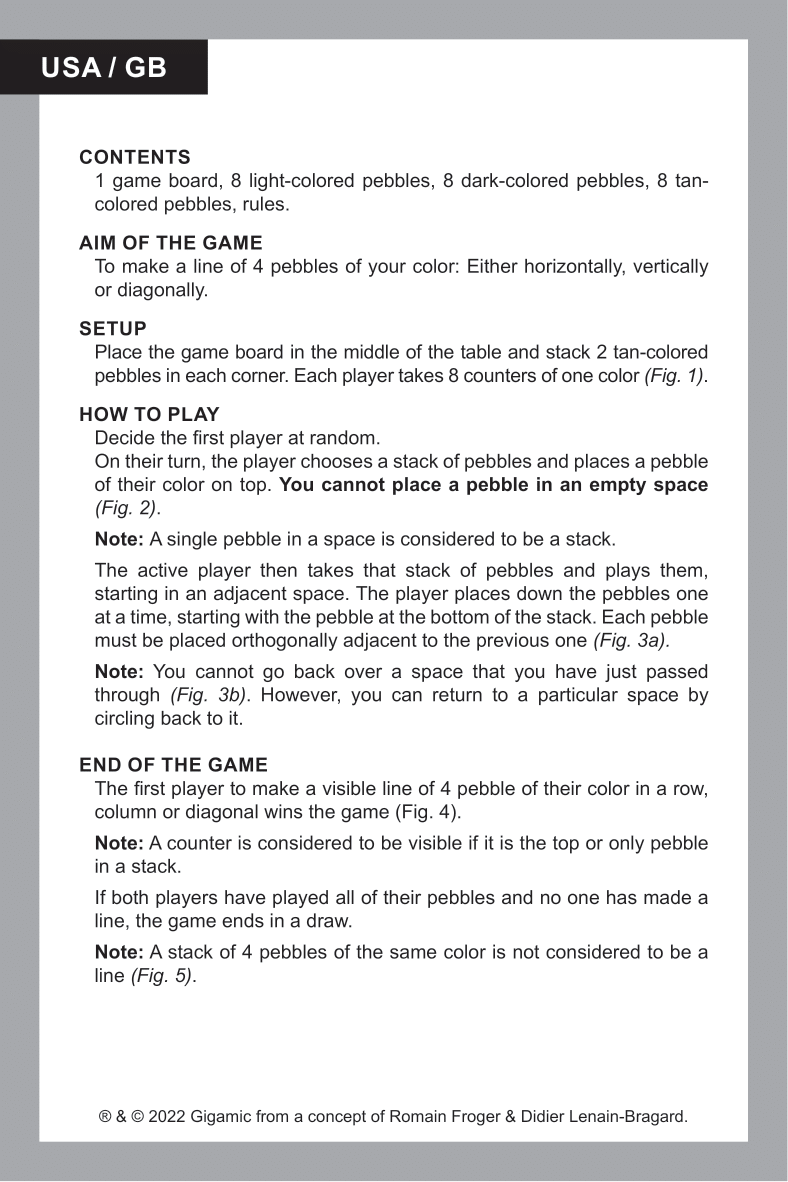 USA / GB
CONTENTS
1 game board, 8 light-colored pebbles, 8 dark-colored pebbles, 8 tan-
colored pebbles, rules.
AIM OF THE GAME
To make a line of 4 pebbles of your color: Either horizontally, vertically
or diagonally.
SETUP
Place the game board in the middle of the table and stack 2 tan-colored
pebbles in each corner. Each player takes 8 counters of one color (Fig. 1).
HOW TO PLAY
Decide the first player at random.
On their turn, the player chooses a stack of pebbles and places a pebble
of their color on top. You cannot place a pebble in an empty space
(Fig. 2).
Note: A single pebble in a space is considered to be a stack.
The active player then takes that stack of pebbles and plays them,
starting in an adjacent space. The player places down the pebbles one
at a time, starting with the pebble at the bottom of the stack. Each pebble
must be placed orthogonally adjacent to the previous one (Fig. 3a).
Note: You cannot go back over a space that you have just passed
through (Fig. 3b). However, you can return to a particular space by
circling back to it.
END OF THE GAME
The first player to make a visible line of 4 pebble of their color in a row,
column or diagonal wins the game (Fig. 4).
Note: A counter is considered to be visible if it is the top or only pebble
in a stack.
If both players have played all of their pebbles and no one has made a
line, the game ends in a draw.
Note: A stack of 4 pebbles of the same color is not considered to be a
line (Fig. 5).
® & © 2022 Gigamic from a concept of Romain Froger & Didier Lenain-Bragard.